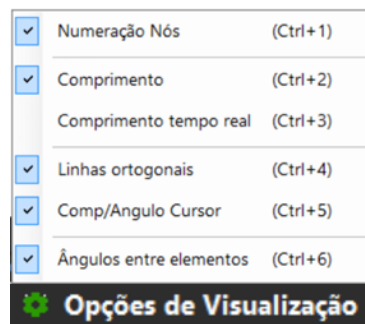 Numeração Nós (Ctrl+1)
Comprimento (Ctrl+2)
Comprimento tempo real (Ctrl+3)
Linhas ortogonais (Ctrl+4)
Comp/Angulo Cursor (Ctrl+5)
Ângulos entre elementos (Ctrl+6)
Opções de Visualização